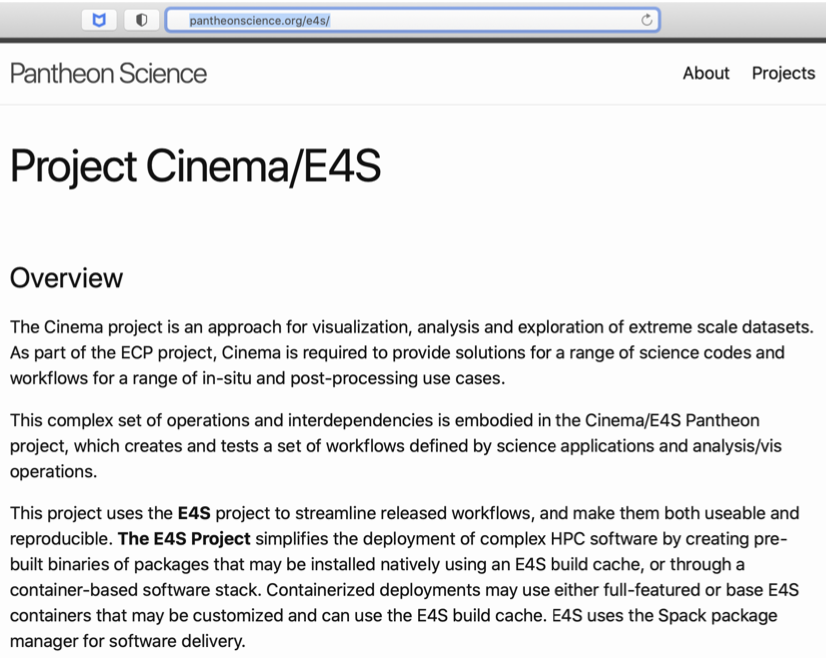 pantheonscience.org/e4s/
Pantheon Science
About Projects
Project Cinema/E4S
Overview
The Cinema project is an approach for visualization, analysis and exploration of extreme scale datasets.
As part of the ECP project, Cinema is required to provide solutions for a range of science codes and
workflows for a range of in-situ and post-processing use cases.
This complex set of operations and interdependencies is embodied in the Cinema/E4S Pantheon
project, which creates and tests a set of workflows defined by science applications and analysis/vis
operations.
This project uses the E4S project to streamline released workflows, and make them both useable and
reproducible. The E4S Project simplifies the deployment of complex HPC software by creating pre-
built binaries of packages that may be installed natively using an E4S build cache, or through a
container-based software stack. Containerized deployments may use either full-featured or base E4S
containers that may be customized and can use the E4S build cache. E4S uses the Spack package
manager for software delivery.